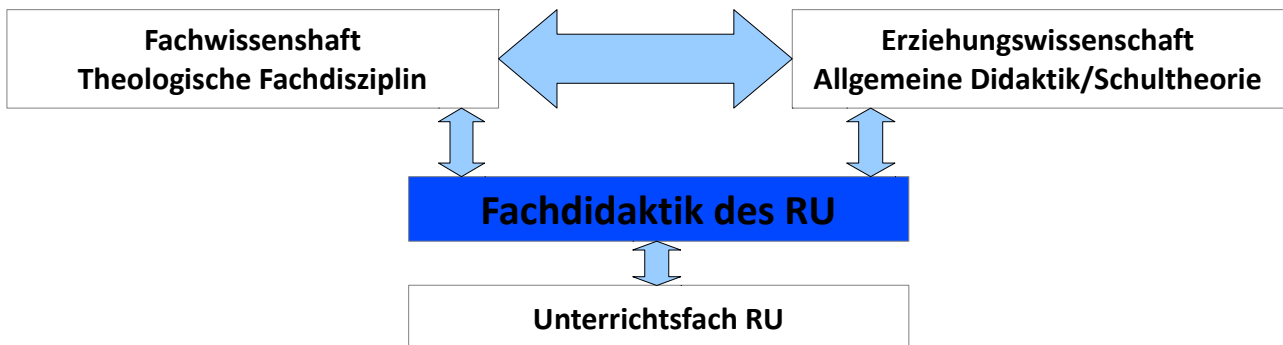 Fachwissenshaft
Theologische Fachdisziplin
Erziehungswissenschaft
Allgemeine Didaktik/Schultheorie
Fachdidaktik des RU
Unterrichtsfach RU